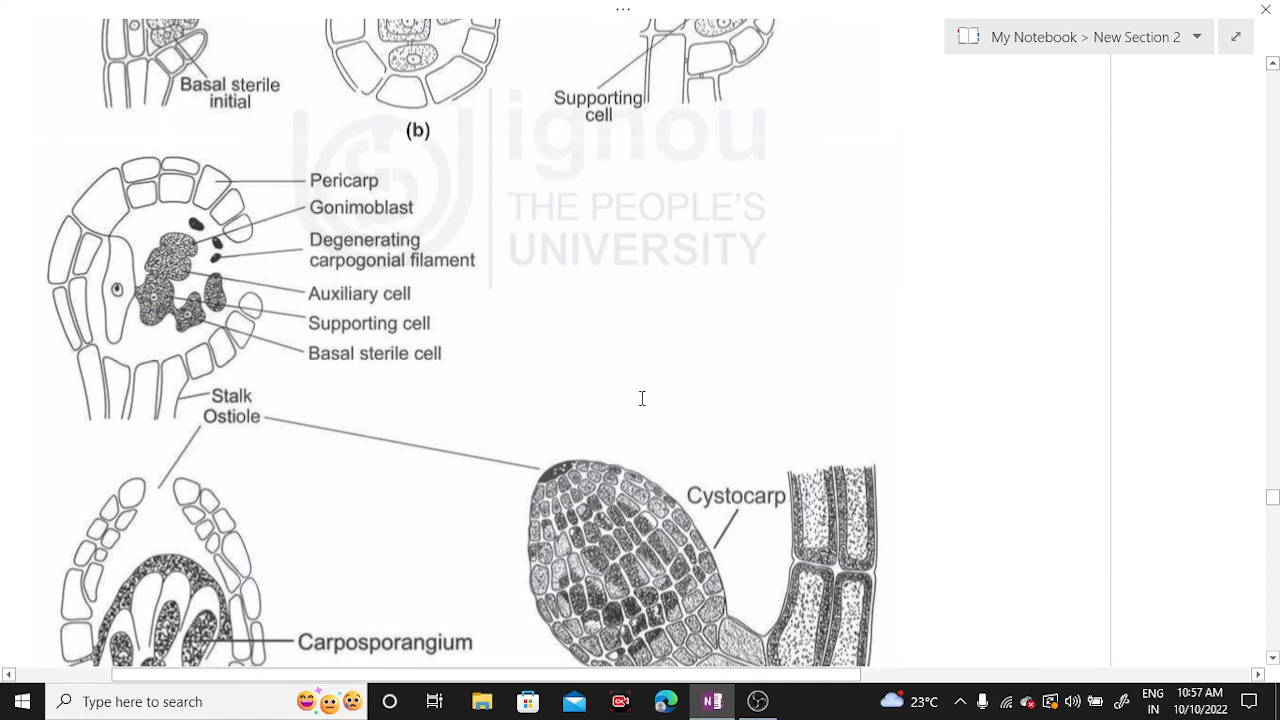 ...
My Notebook > New Section 2
Basal sterile
initial
Supporting
cell
(b)
ignou
THE PEOPLE'S
UNIVERSITY
Pericarp
Gonimoblast
Degenerating
carpogonial filament
Auxiliary cell
Supporting cell
Basal sterile cell
Stalk
Ostiole
Cystocarp
Carposporangium
Type here to search
23°C
ENG
IN
10:57 AM
10/10/2022